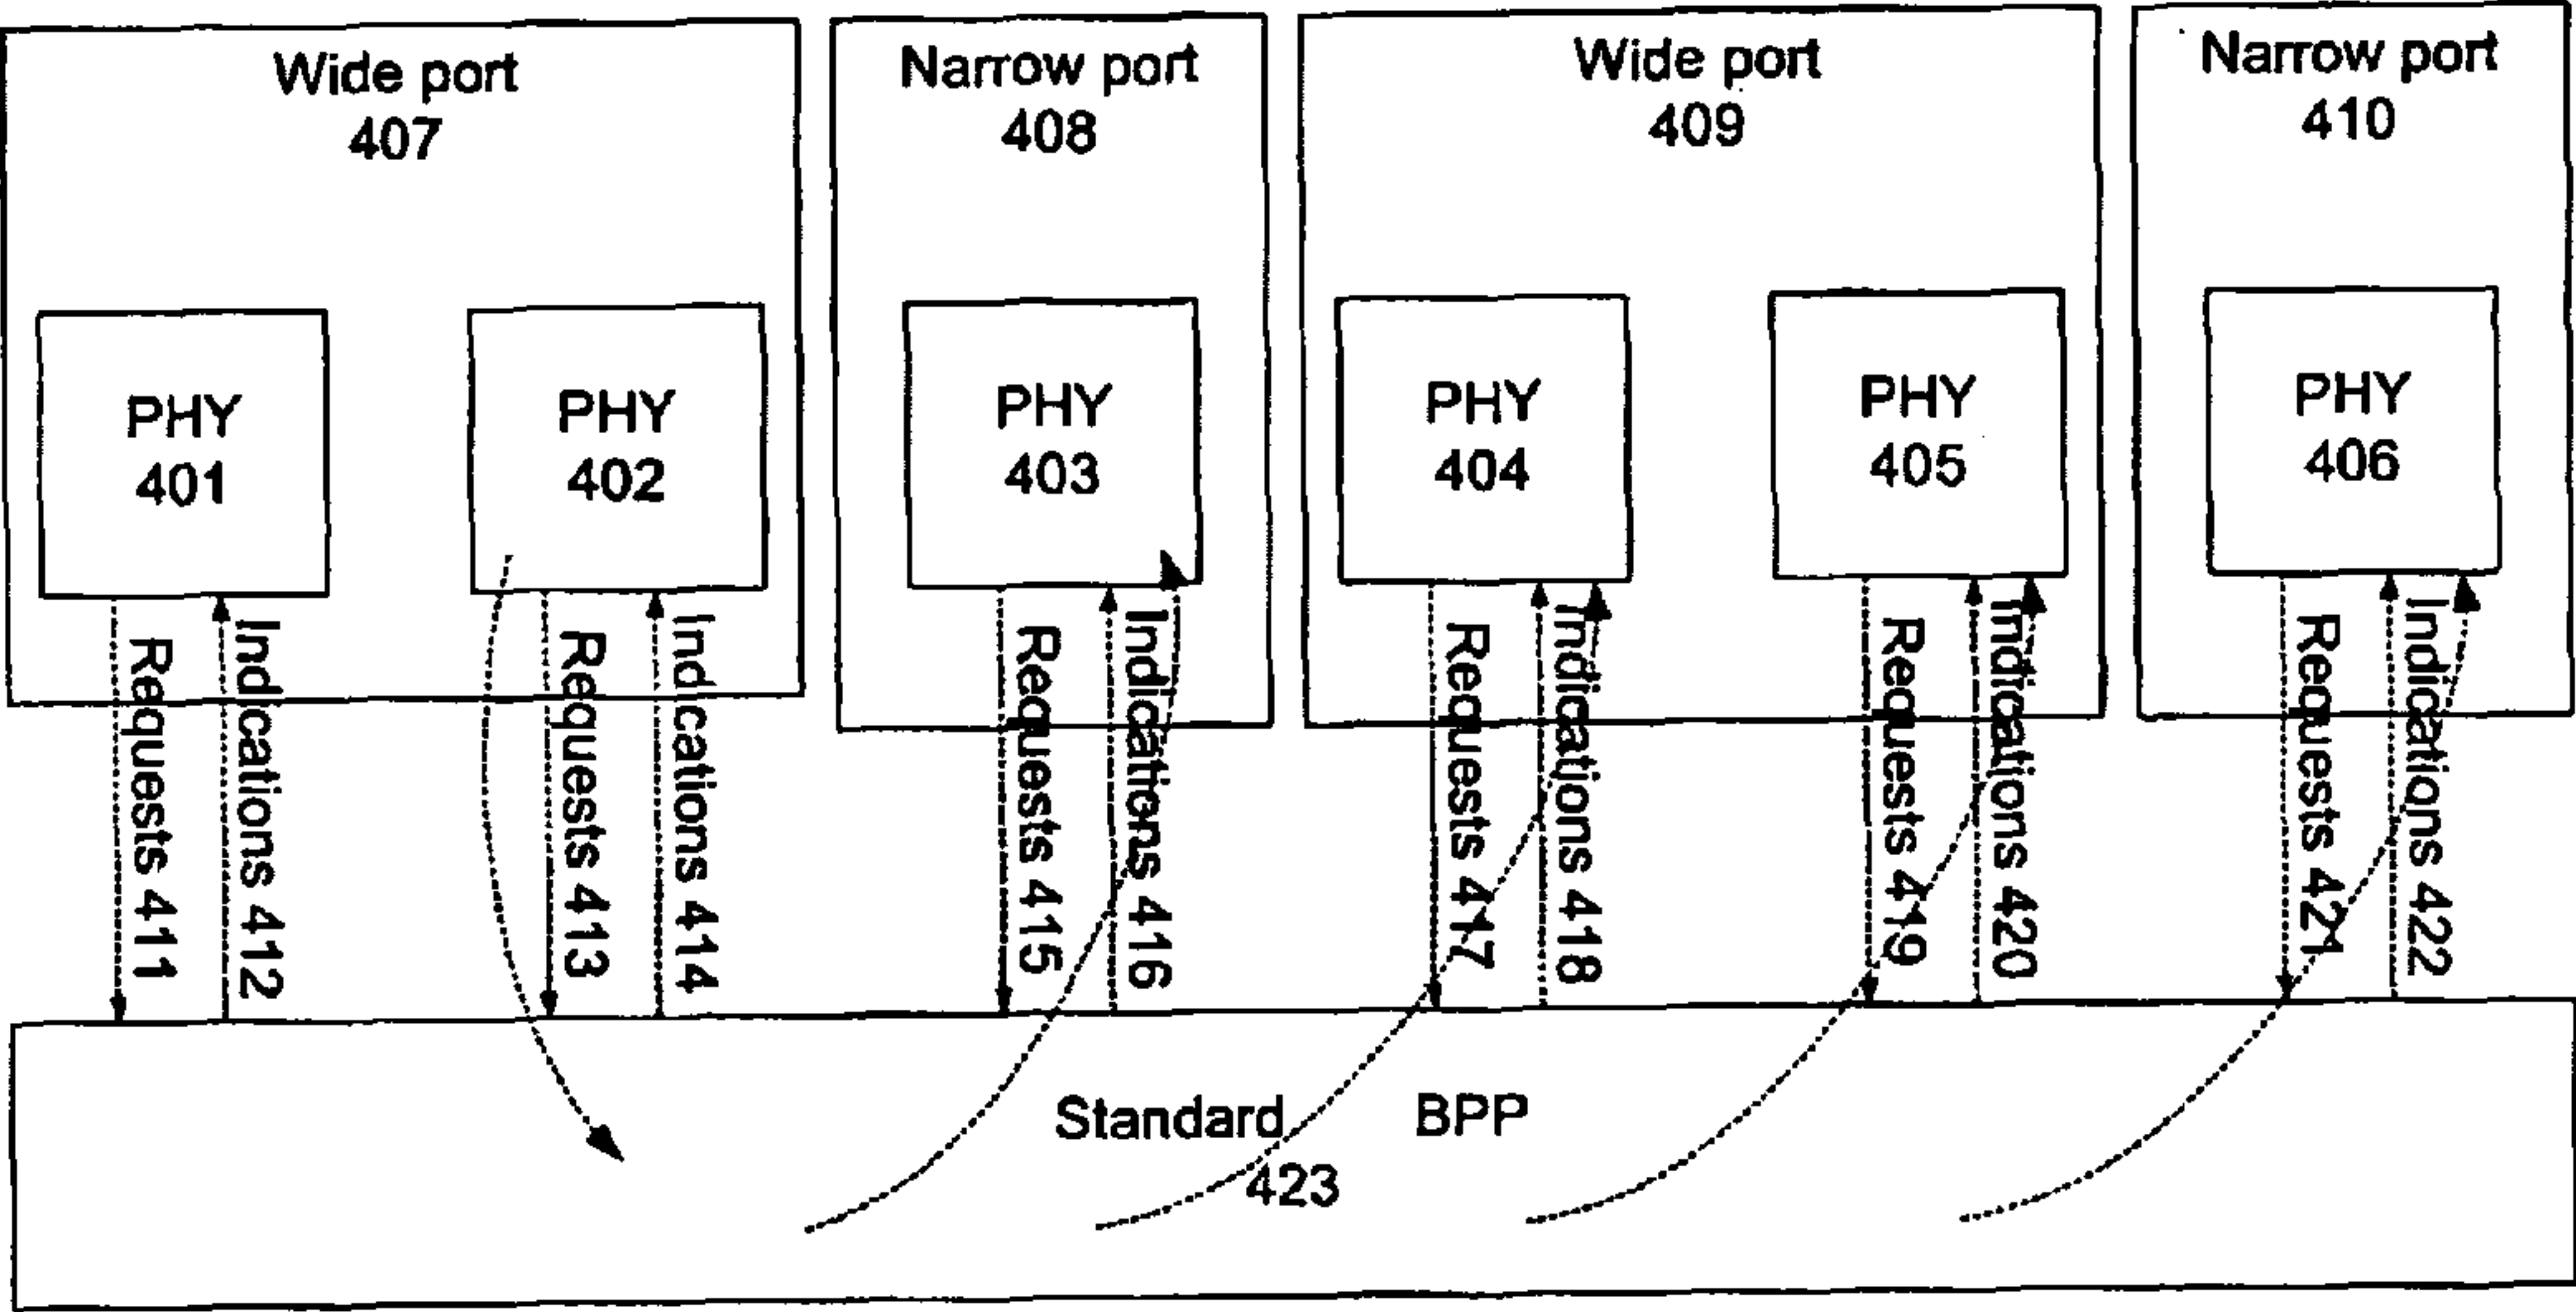 Wide port
407
Narrow port
408
Wide port
409
Narrow port
410
PHY
401
PHY
402
PHY
403
PHY
404
PHY
405
PHY
406
Requests 411
Indications 412
Requests 413
Indications 414
Requests 415
Indications 416
Requests 417
Indications 418
Requests 419
Indications 420
Requests 421
Indications 422
Standard BPP
423